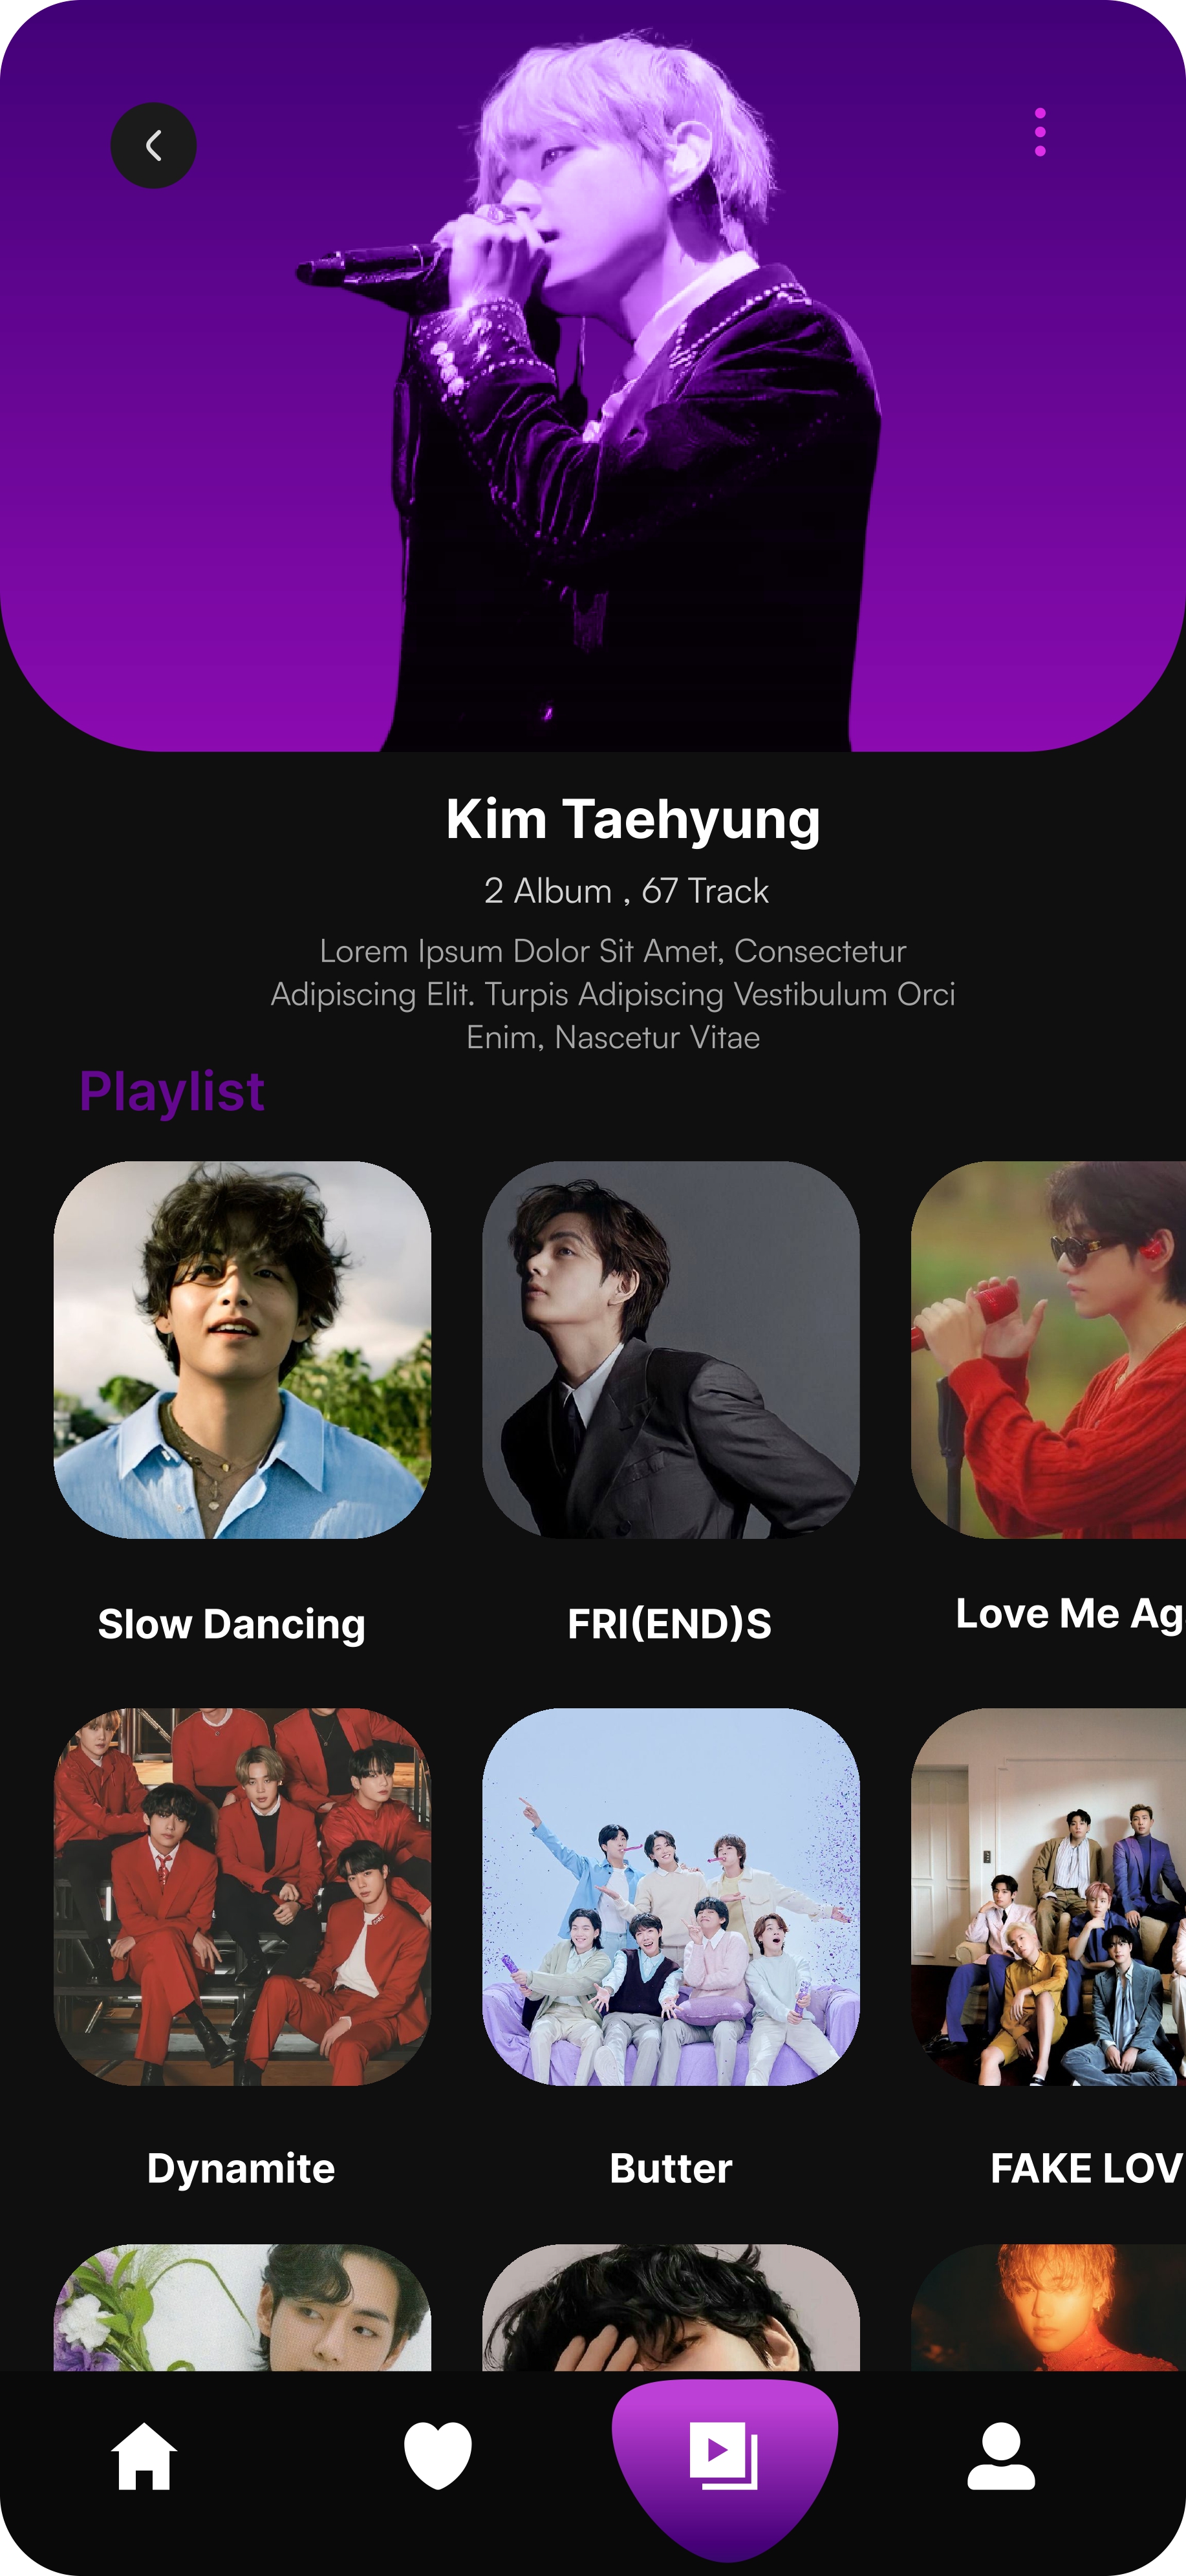 Kim Taehyung
2 Album , 67 Track
Lorem Ipsum Dolor Sit Amet, Consectetur
Adipiscing Elit. Turpis Adipiscing Vestibulum Orci
Enim, Nascetur Vitae
Playlist
Slow Dancing
FRI(END)S
Love Me Ag
Dynamite
Butter
FAKE LOV